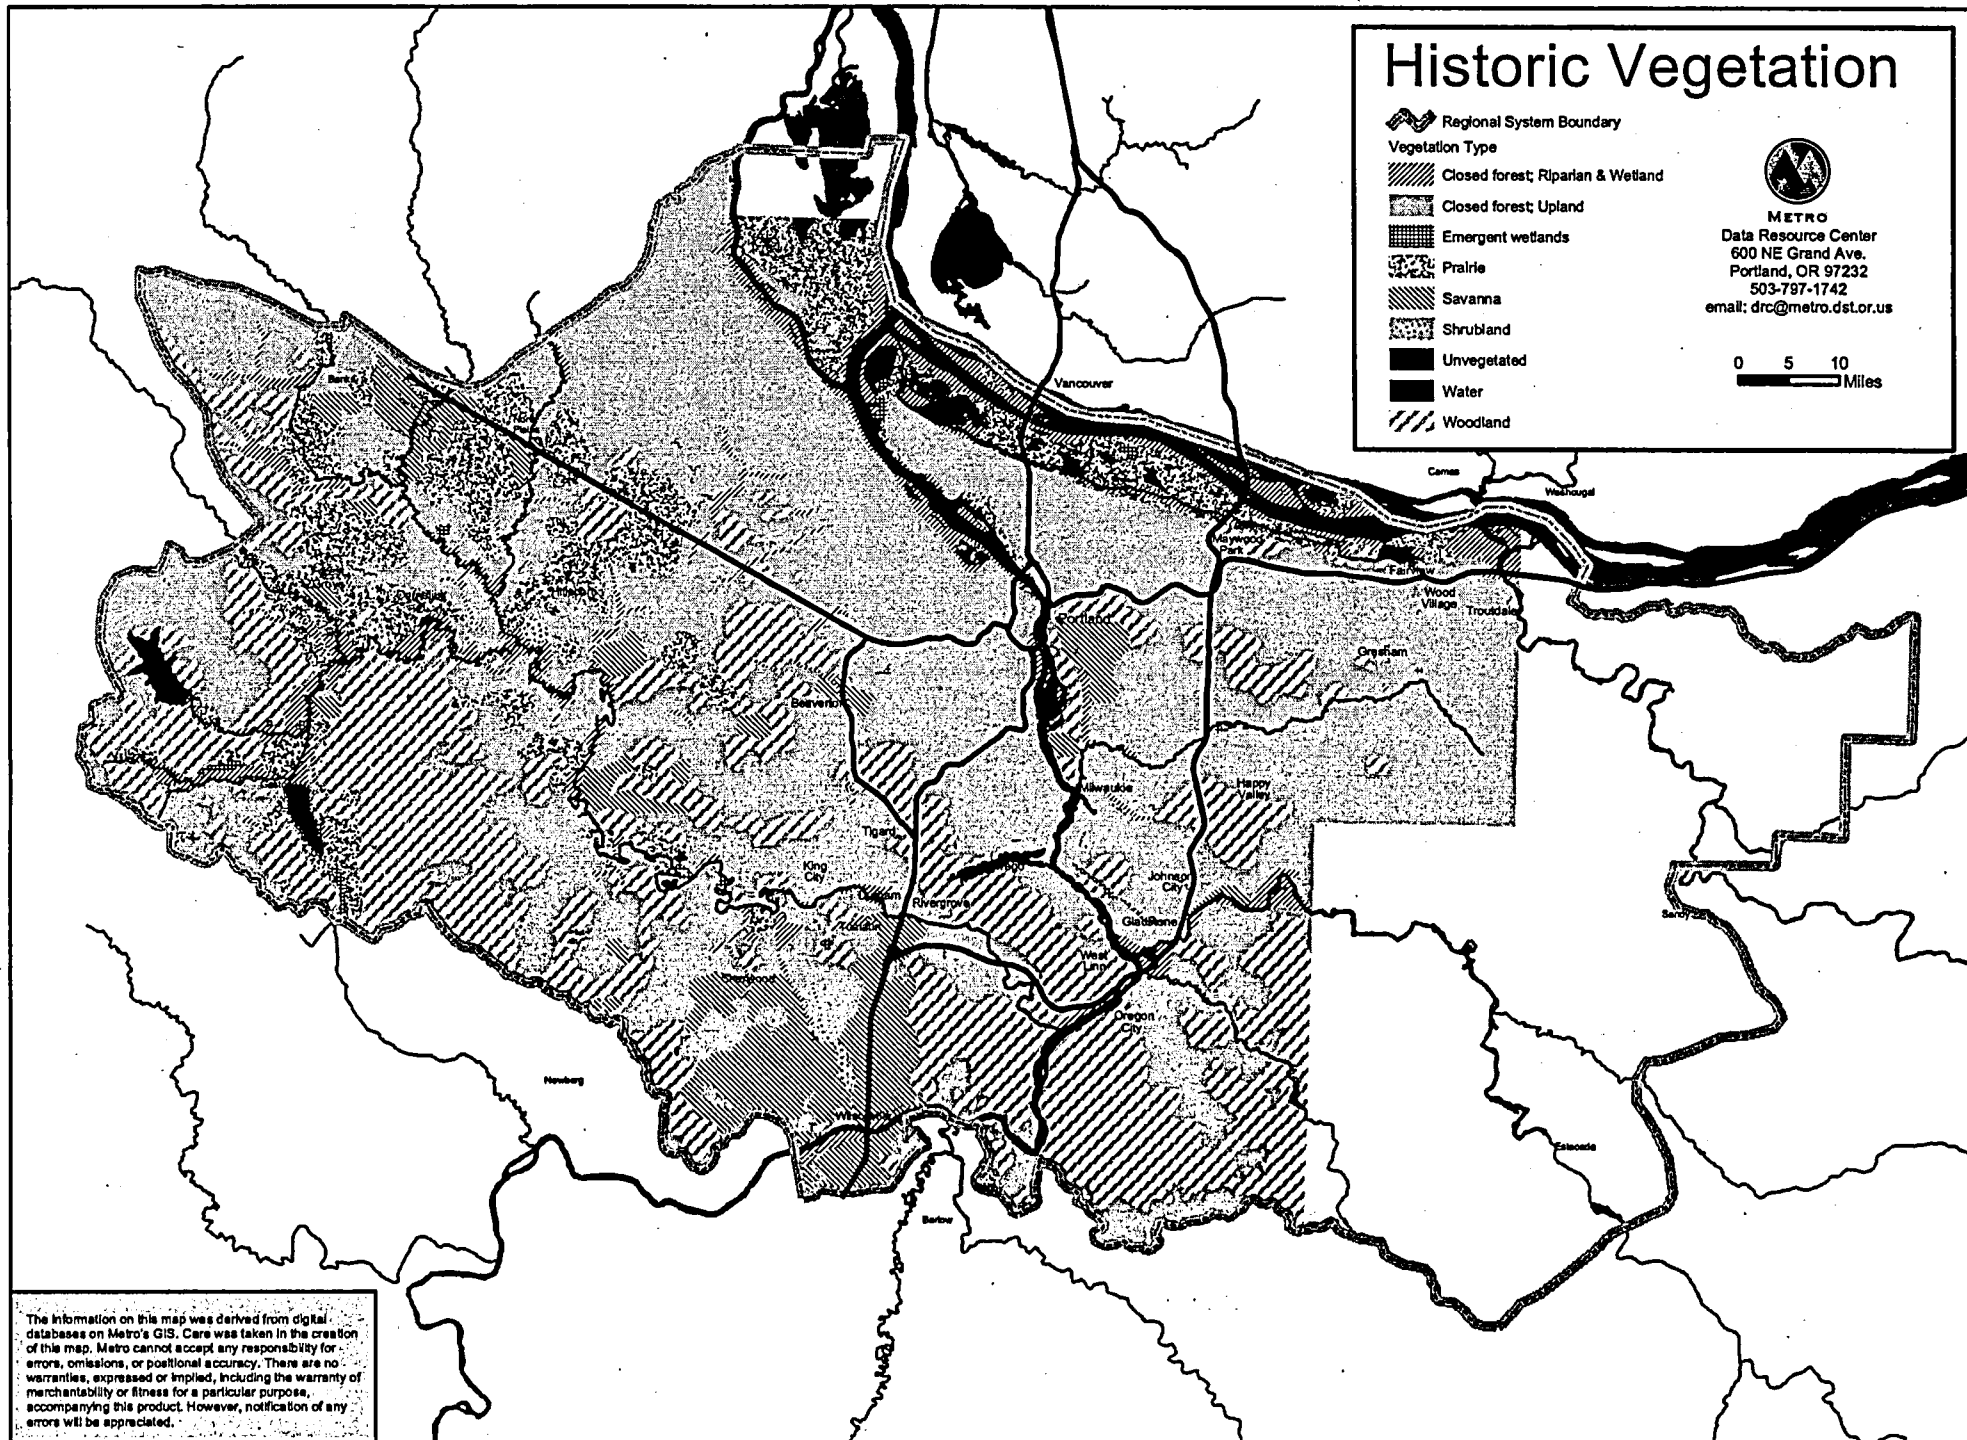 Historic Vegetation
Regional System Boundary
Vegetation Type
Closed forest; Riparian & Wetland
Closed forest; Upland
Emergent wetlands
Prairie
Savanna
Shrubland
Unvegetated
Water
Woodland
METRO
Data Resource Center
600 NE Grand Ave.
Portland, OR 97232
503-797-1742
email: drc@metro.dst.or.us
0 5 10
Miles
Vancouver
Camas
Washougal
Banks
Maywood
Park
Fairview
Wood
Village
Troutdale
Portland
Gresham
Milwaukie
Happy
Valley
Tigard
King
City
Durham
Rivergrove
Johnson
City
Gladstone
West
Linn
Oregon
City
Sherwood
Newberg
Barlow
Sandy
Estacada
The information on this map was derived from digital
databases on Metro's GIS. Care was taken in the creation
of this map. Metro cannot accept any responsibility for
errors, omissions, or positional accuracy. There are no
warranties, expressed or implied, including the warranty of
merchantability or fitness for a particular purpose,
accompanying this product. However, notification of any
errors will be appreciated.